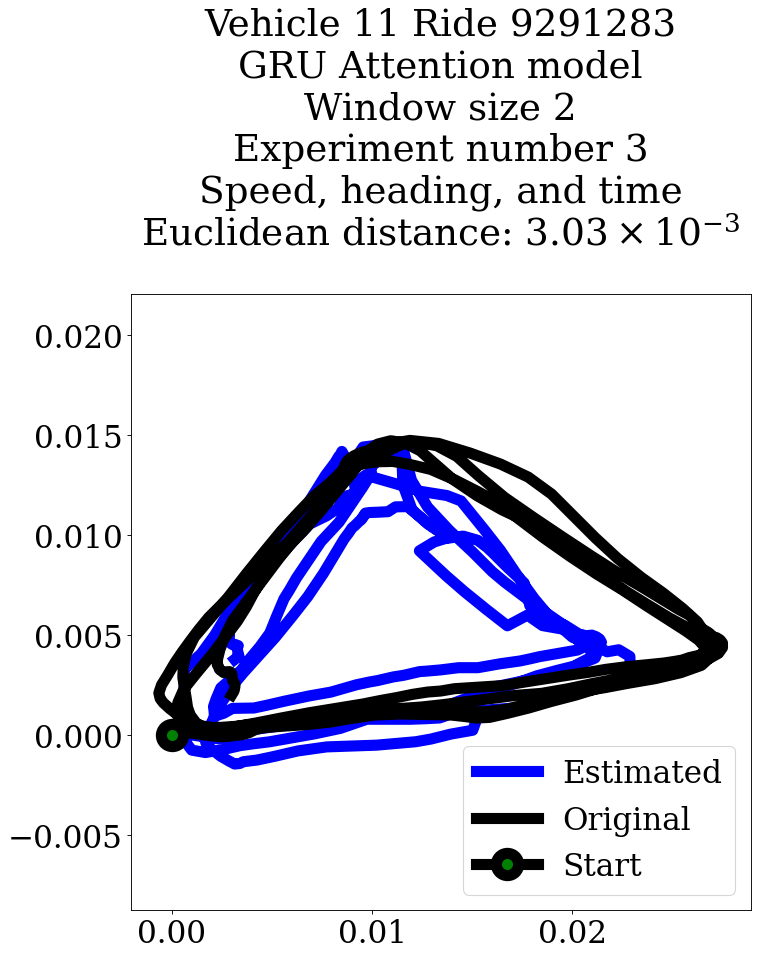 Vehicle 11 Ride 9291283
GRU Attention model
Window size 2
Experiment number 3
Speed, heading, and time
Euclidean distance: 3.03 × 10⁻³
0.020
0.015
0.010
0.005
0.000
−0.005
Estimated
Original
Start
0.00 0.01 0.02